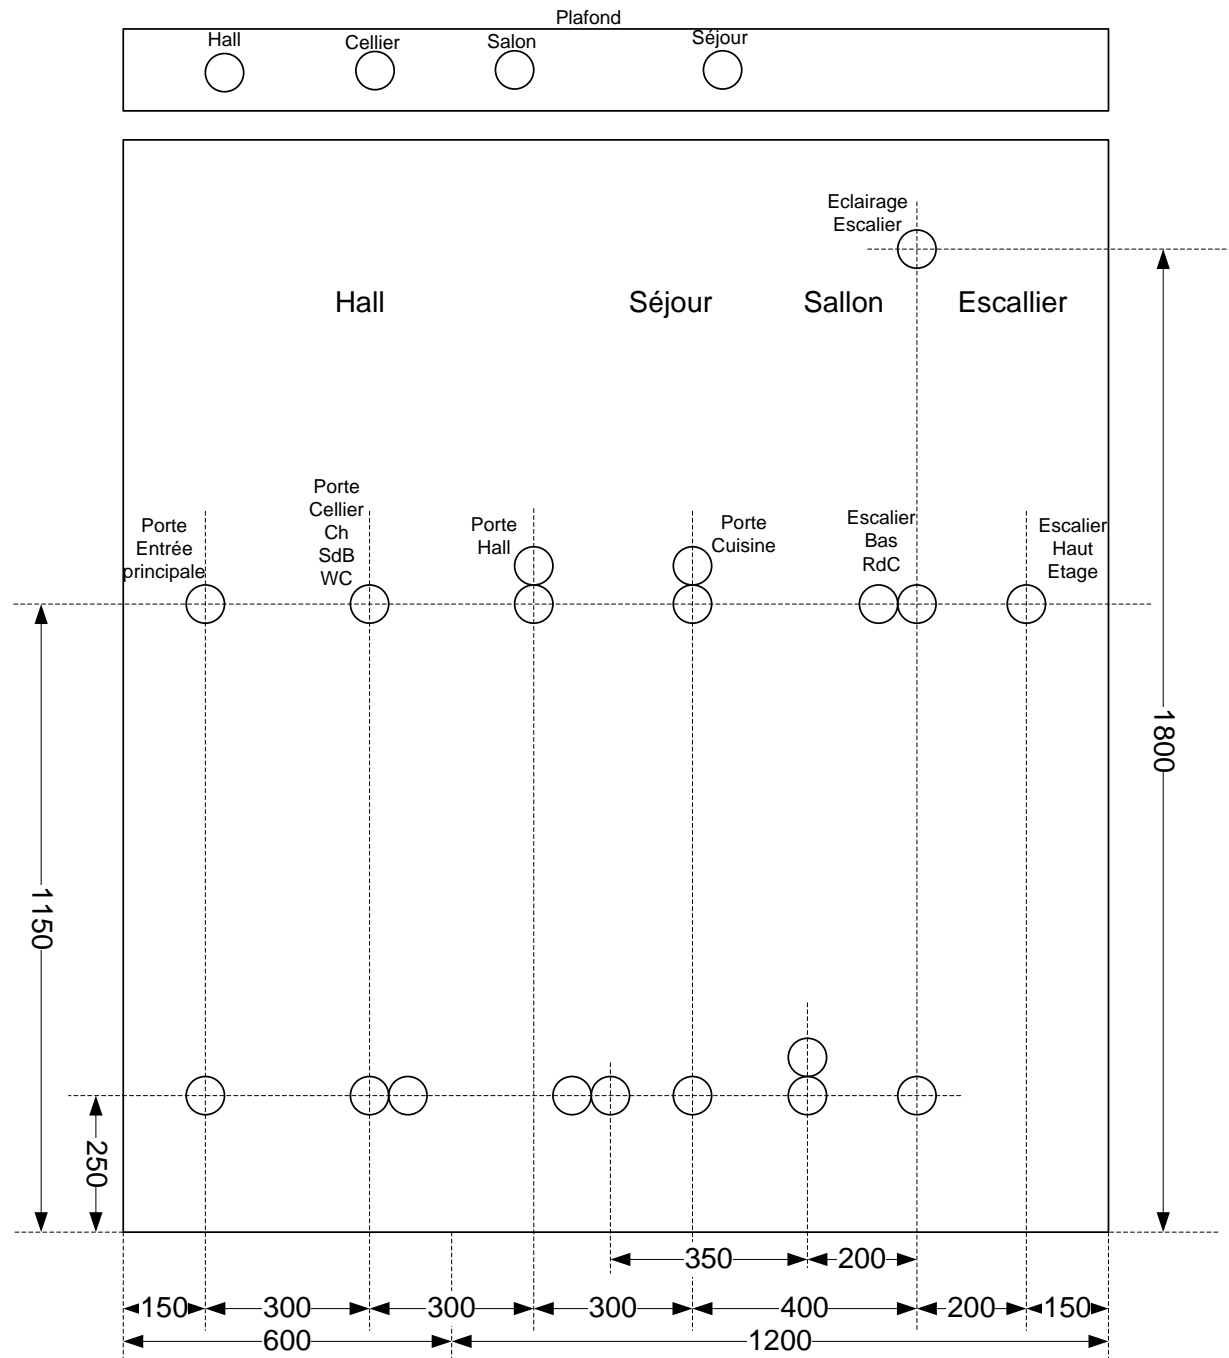 Plafond
Hall
Cellier
Salon
Séjour
Eclairage
Escalier
Hall
Séjour
Sallon
Escallier
Porte
Entrée
principale
Porte
Cellier
Ch
SdB
WC
Porte
Hall
Porte
Cuisine
Escalier
Bas
RdC
Escalier
Haut
Etage
1150
1800
250
350
200
150
300
300
300
400
200
150
600
1200